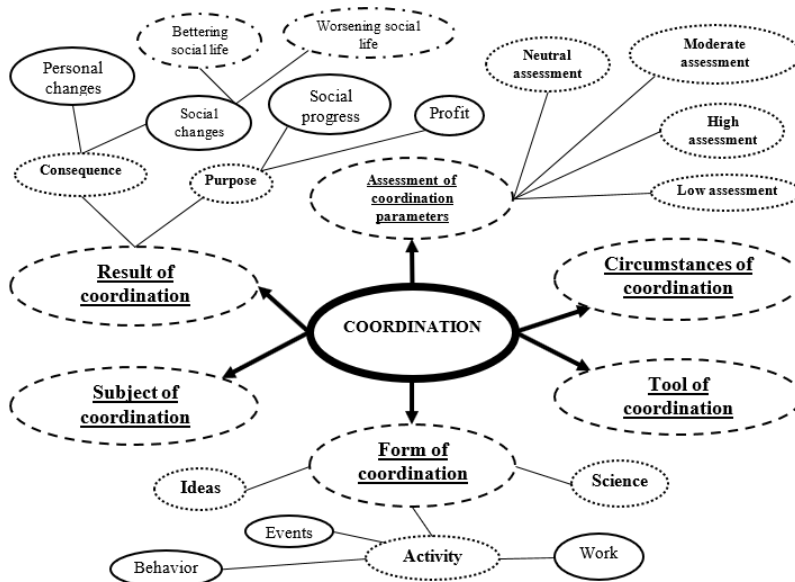 Bettering
social life
Worsening social
life
Personal
changes
Social
changes
Social
progress
Profit
Neutral
assessment
Moderate
assessment
High
assessment
Low assessment
Consequence
Purpose
Assessment of
coordination
parameters
Result of
coordination
Circumstances of
coordination
COORDINATION
Subject of
coordination
Tool of
coordination
Form of
coordination
Ideas
Science
Events
Behavior
Activity
Work